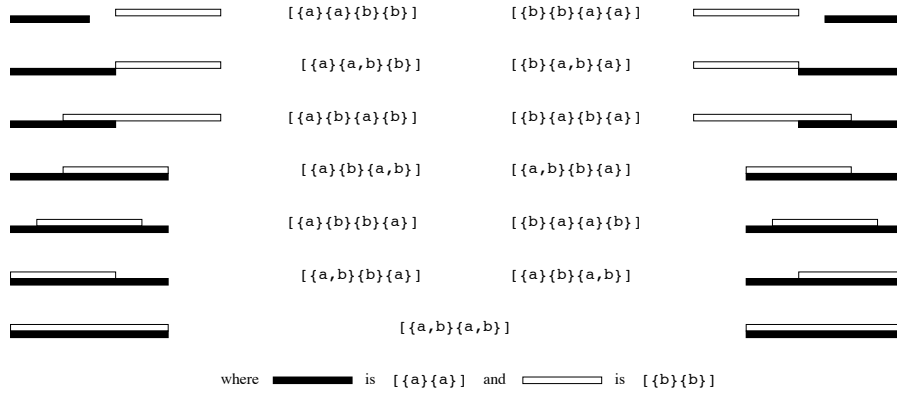 [{a}{a}{b}{b}] [{b}{b}{a}{a}]
[{a}{a,b}{b}] [{b}{a,b}{a}]
[{a}{b}{a}{b}] [{b}{a}{b}{a}]
[{a}{b}{a,b}] [{a,b}{b}{a}]
[{a}{b}{b}{a}] [{b}{a}{a}{b}]
[{a,b}{b}{a}] [{a}{b}{a,b}]
[{a,b}{a,b}]
where is [{a}{a}] and is [{b}{b}]